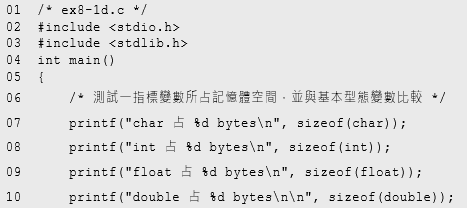 01 /* ex8-1d.c */
02 #include <stdio.h>
03 #include <stdlib.h>
04 int main()
05 {
06 /* 測試一指標變數所占記憶體空間，並與基本型態變數比較 */
07 printf("char 占 %d bytes\n", sizeof(char));
08 printf("int 占 %d bytes\n", sizeof(int));
09 printf("float 占 %d bytes\n", sizeof(float));
10 printf("double 占 %d bytes\n\n", sizeof(double));